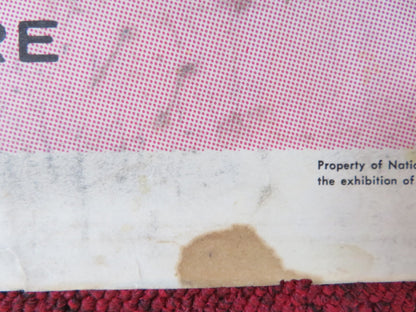 RE
Property of Natio
the exhibition of